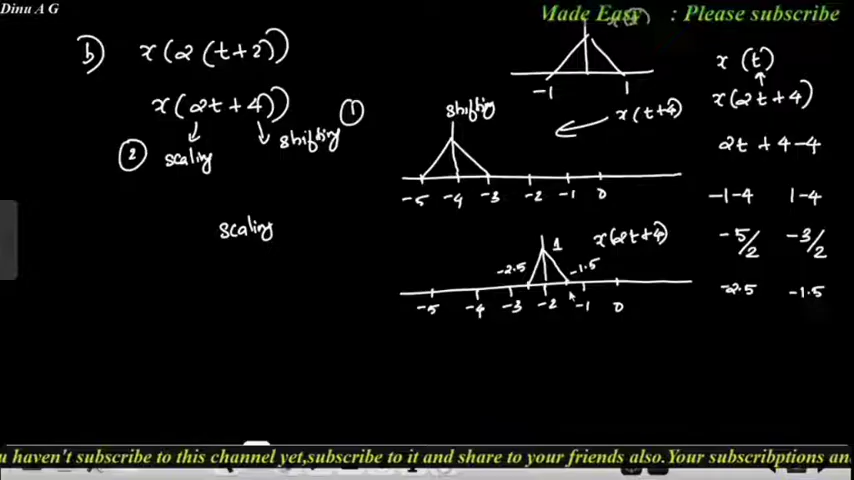 Dinu A G
Made Easy : Please subscribe
b) x(2(t+2))
x(2t+4)) ①
② scaling
shifting
scaling
-1 1
shifting
x(t+4)
-5 -4 -3 -2 -1 0
1 x(2t+4)
-2.5 -1.5
-5 -4 -3 -2 -1 0
x(t)
↑
x(2t+4)
2t+4-4
-1-4 1-4
-5/2 -3/2
-2.5 -1.5
u haven't subscribe to this channel yet,subscribe to it and share to your friends also.Your subscribptions an